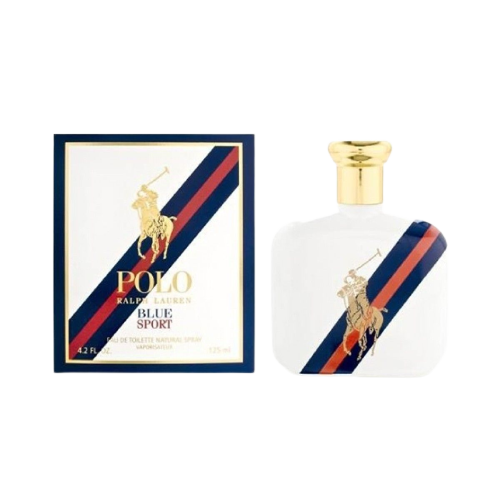 POLO
RALPH LAUREN
BLUE
SPORT
EAU DE TOILETTE NATURAL SPRAY
4.2 FL. OZ. VAPORISATEUR 125 ml